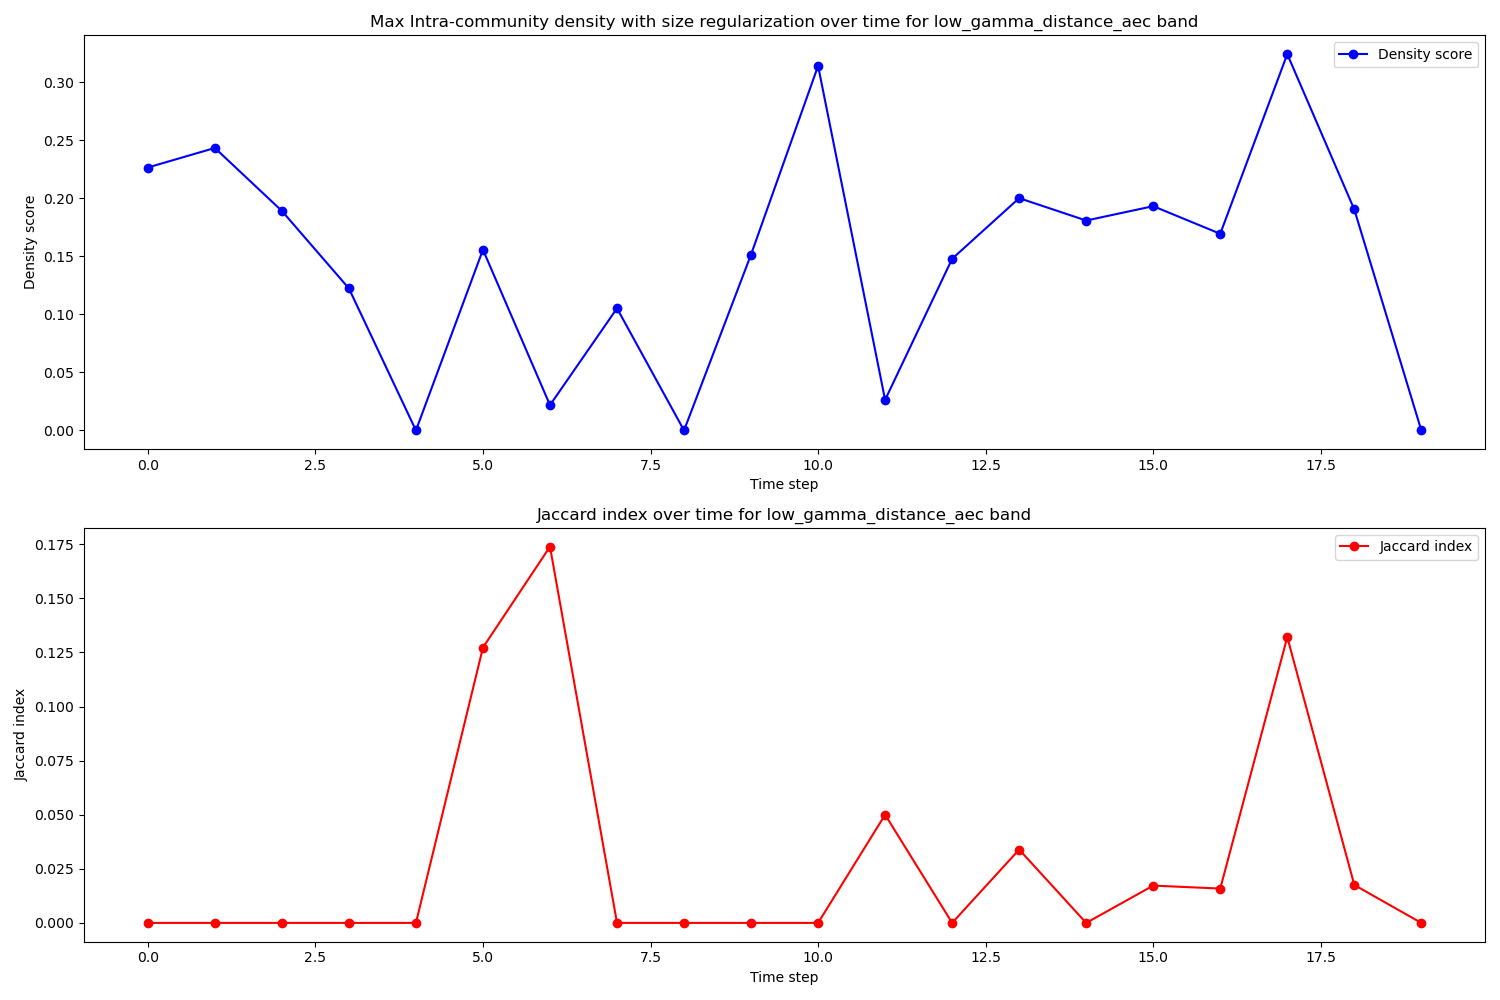 Max Intra-community density with size regularization over time for low_gamma_distance_aec band
Density score
0.30
0.25
0.20
0.15
0.10
0.05
0.00
Density score
0.0 2.5 5.0 7.5 10.0 12.5 15.0 17.5
Time step
Jaccard index over time for low_gamma_distance_aec band
Jaccard index
0.175
0.150
0.125
0.100
0.075
0.050
0.025
0.000
Jaccard index
0.0 2.5 5.0 7.5 10.0 12.5 15.0 17.5
Time step